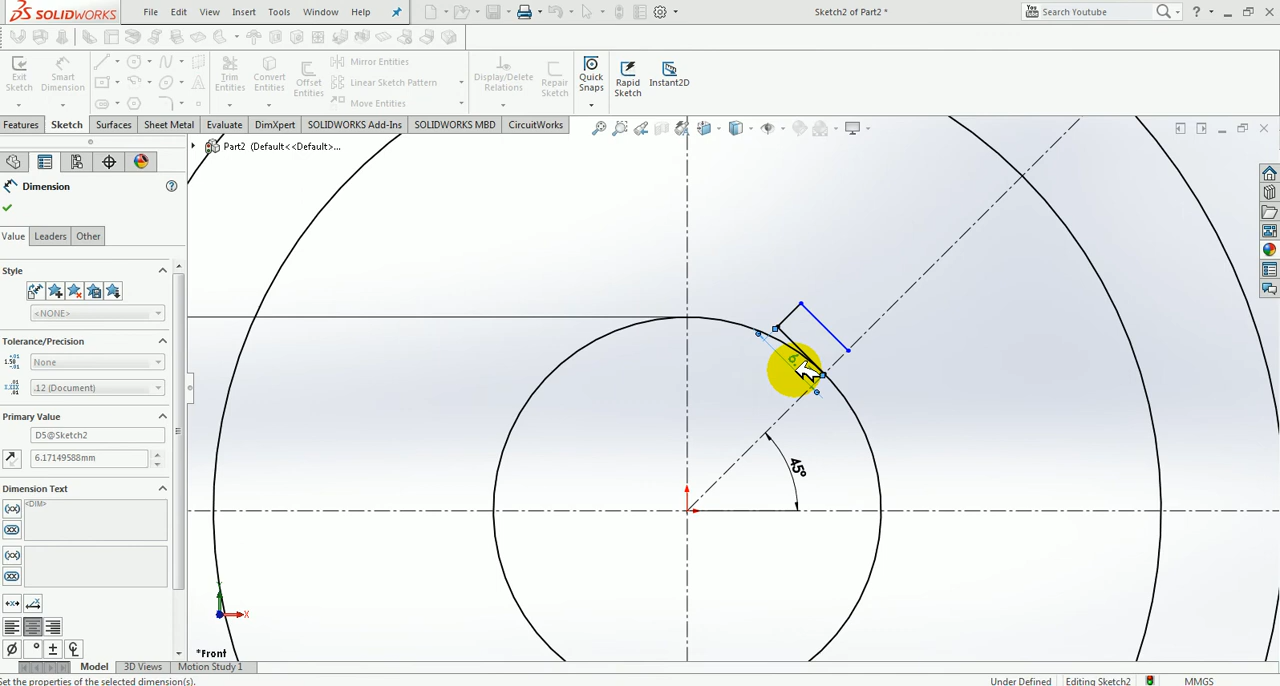 SOLIDWORKS File Edit View Insert Tools Window Help Sketch2 of Part2 * Search Youtube ?
Exit Sketch
Smart Dimension
Trim Entities
Convert Entities
Offset Entities
Mirror Entities
Linear Sketch Pattern
Move Entities
Display/Delete Relations
Repair Sketch
Quick Snaps
Rapid Sketch
Instant2D
Features Sketch Surfaces Sheet Metal Evaluate DimXpert SOLIDWORKS Add-Ins SOLIDWORKS MBD CircuitWorks
Part2 (Default<<Default>...
Dimension
Value Leaders Other
Style
<NONE>
Tolerance/Precision
None
.12 (Document)
Primary Value
D5@Sketch2
6.17149588mm
Dimension Text
<DIM>
45°
X
*Front
Model 3D Views Motion Study 1
Set the properties of the selected dimension(s). Under Defined Editing Sketch2 MMGS